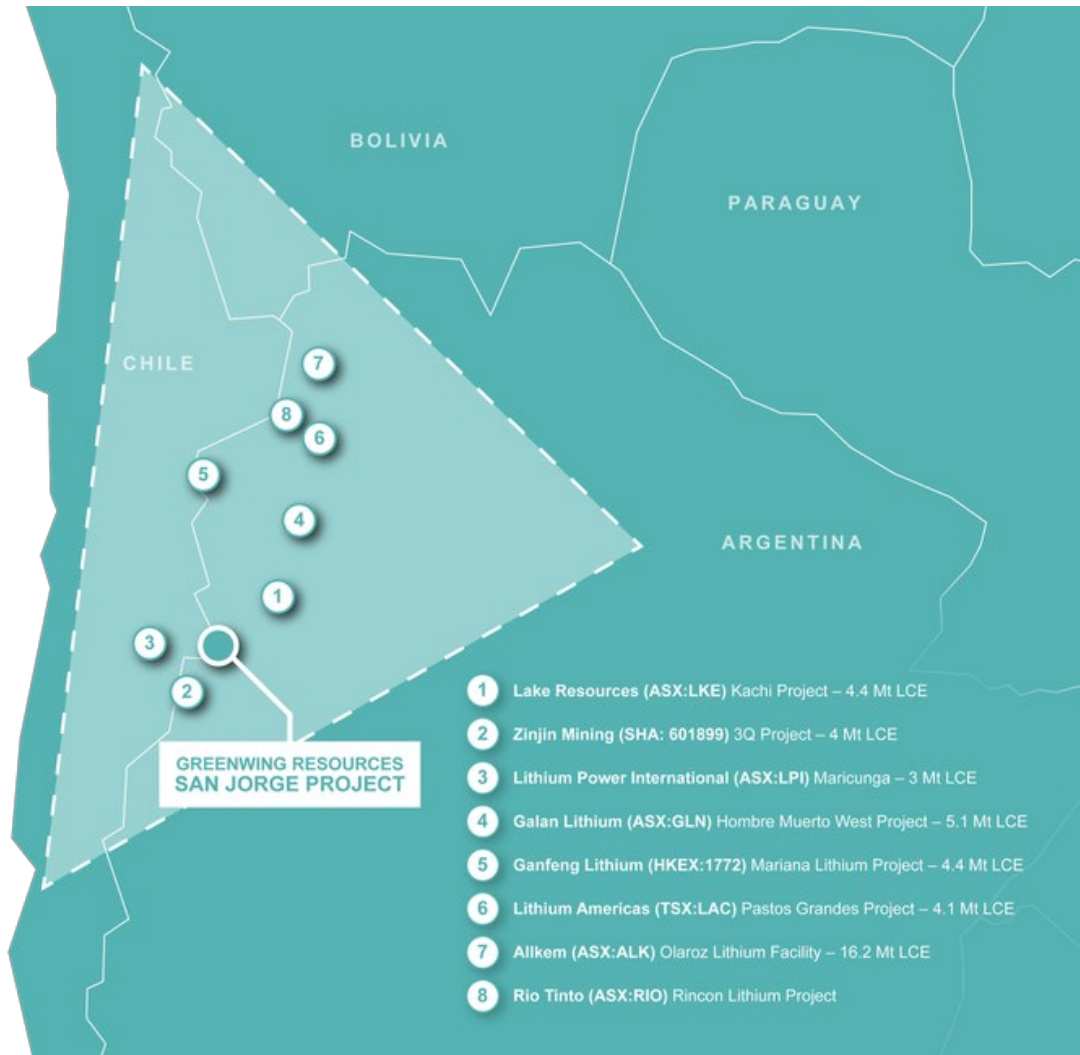 BOLIVIA
PARAGUAY
CHILE
7
8
6
5
4
ARGENTINA
1
3
2
GREENWING RESOURCES
SAN JORGE PROJECT
1 Lake Resources (ASX:LKE) Kachi Project – 4.4 Mt LCE
2 Zinjin Mining (SHA: 601899) 3Q Project – 4 Mt LCE
3 Lithium Power International (ASX:LPI) Maricunga – 3 Mt LCE
4 Galan Lithium (ASX:GLN) Hombre Muerto West Project – 5.1 Mt LCE
5 Ganfeng Lithium (HKEX:1772) Mariana Lithium Project – 4.4 Mt LCE
6 Lithium Americas (TSX:LAC) Pastos Grandes Project – 4.1 Mt LCE
7 Allkem (ASX:ALK) Olaroz Lithium Facility – 16.2 Mt LCE
8 Rio Tinto (ASX:RIO) Rincon Lithium Project